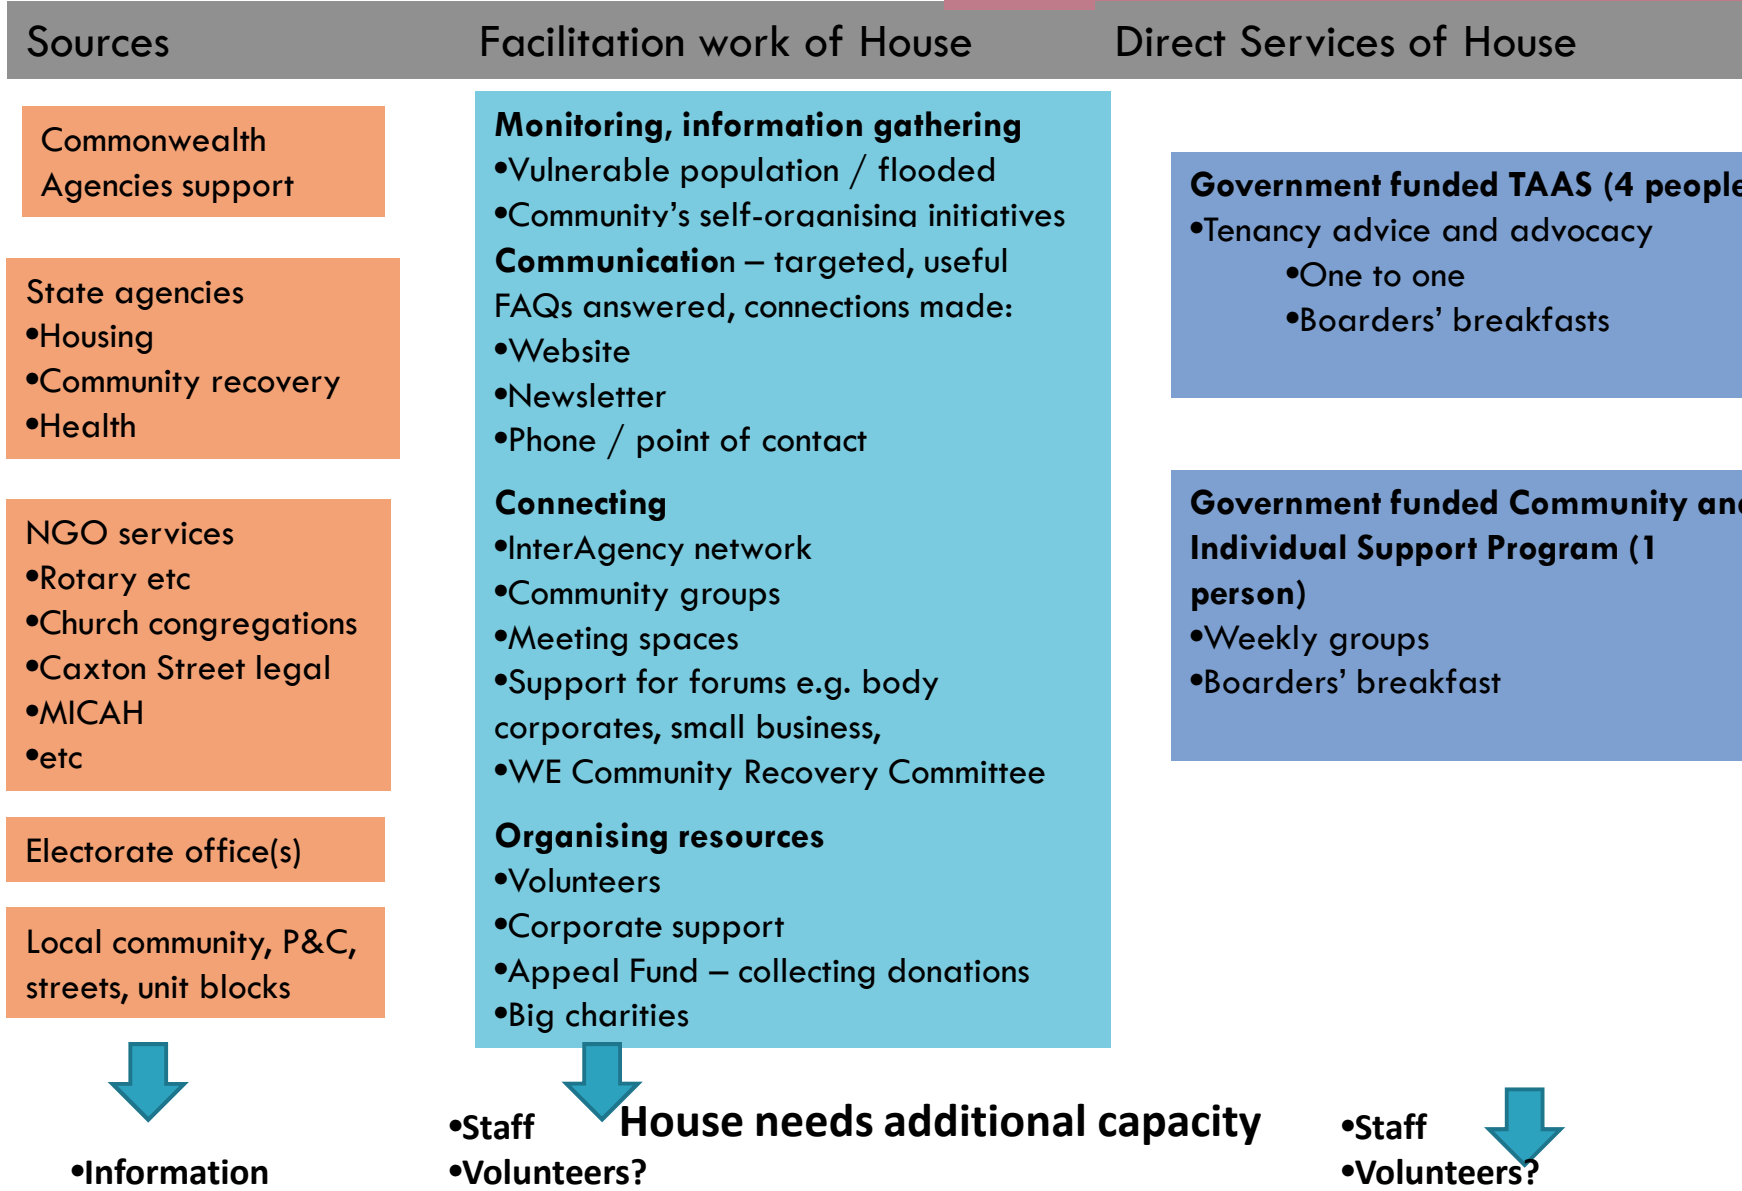 Sources
Facilitation work of House
Direct Services of House
Commonwealth
Agencies support
State agencies
•Housing
•Community recovery
•Health
NGO services
•Rotary etc
•Church congregations
•Caxton Street legal
•MICAH
•etc
Electorate office(s)
Local community, P&C,
streets, unit blocks
•Information
Monitoring, information gathering
•Vulnerable population / flooded
•Community's self-organising initiatives
Communication – targeted, useful
FAQs answered, connections made:
•Website
•Newsletter
•Phone / point of contact
Connecting
•InterAgency network
•Community groups
•Meeting spaces
•Support for forums e.g. body
corporates, small business,
•WE Community Recovery Committee
Organising resources
•Volunteers
•Corporate support
•Appeal Fund – collecting donations
•Big charities
•Staff
•Volunteers?
House needs additional capacity
Government funded TAAS (4 people
•Tenancy advice and advocacy
•One to one
•Boarders' breakfasts
Government funded Community and
Individual Support Program (1
person)
•Weekly groups
•Boarders' breakfast
•Staff
•Volunteers?